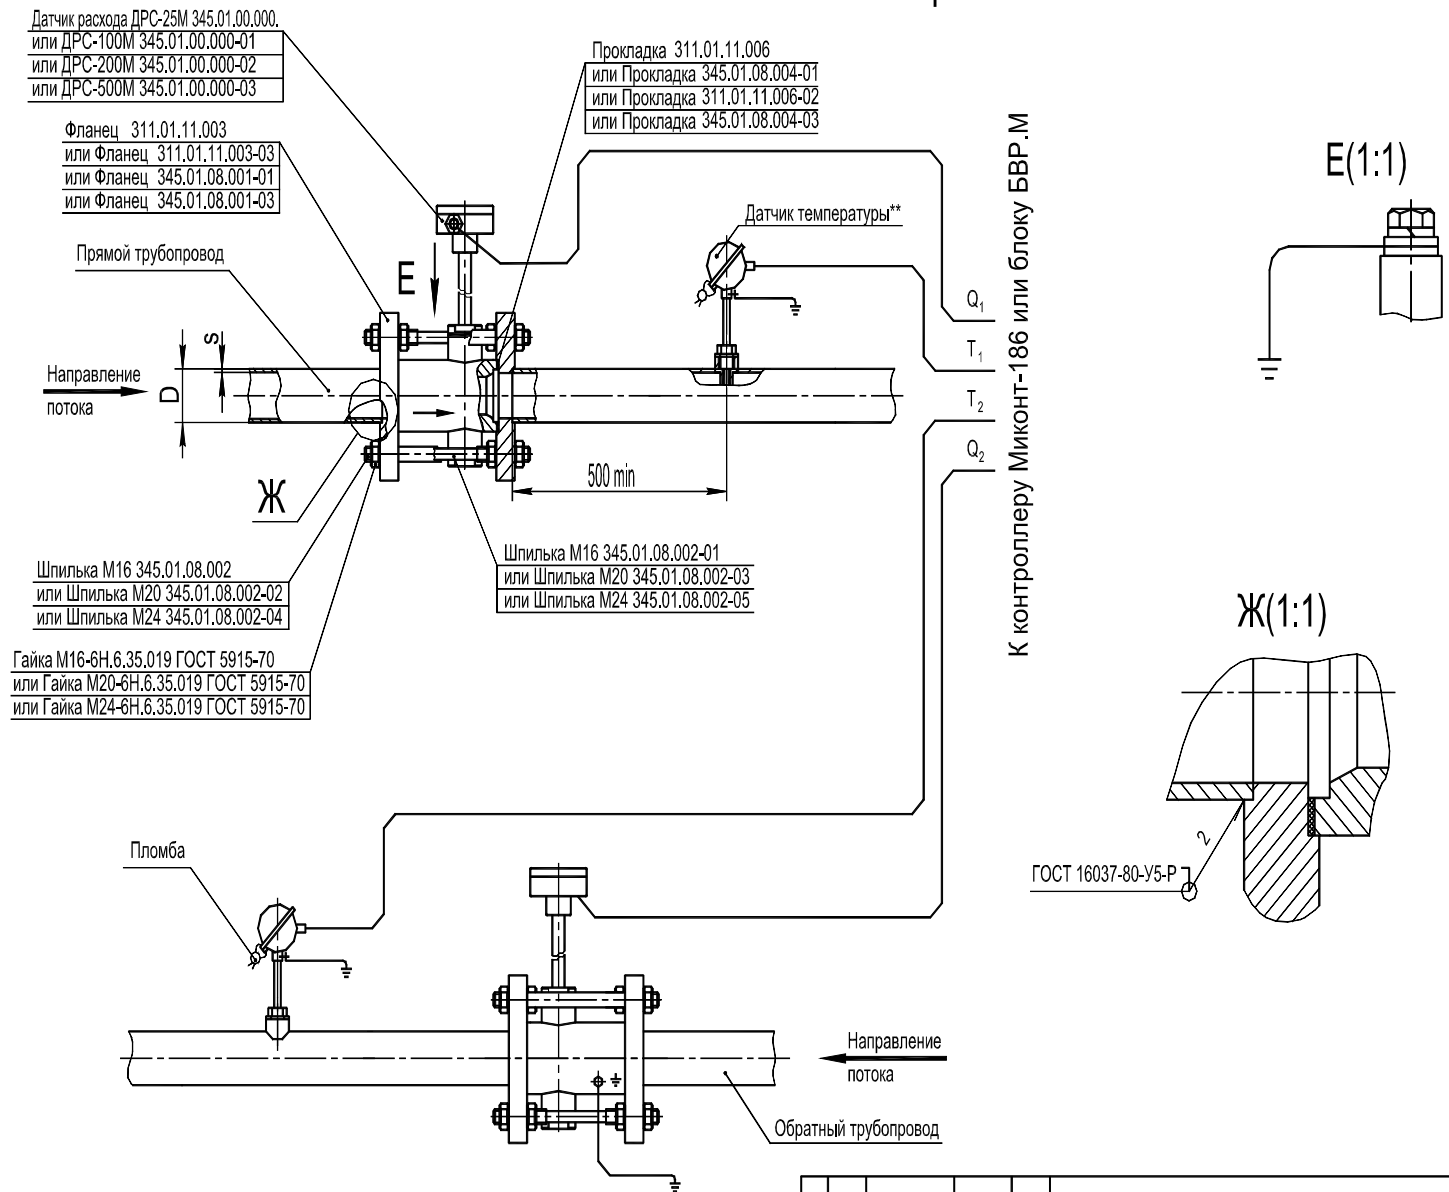 Датчик расхода ДРС-25М 345.01.00.000.
или ДРС-100М 345.01.00.000-01
или ДРС-200М 345.01.00.000-02
или ДРС-500М 345.01.00.000-03
Прокладка 311.01.11.006
или Прокладка 345.01.08.004-01
или Прокладка 311.01.11.006-02
или Прокладка 345.01.08.004-03
Фланец 311.01.11.003
или Фланец 311.01.11.003-03
или Фланец 345.01.08.001-01
или Фланец 345.01.08.001-03
Е(1:1)
Датчик температуры**
Прямой трубопровод
Е
К контроллеру Миконт-186 или блоку БВР.М
Q1
T1
T2
Q2
s
D
Направление
потока
500 min
Ж
Шпилька М16 345.01.08.002
или Шпилька М20 345.01.08.002-02
или Шпилька М24 345.01.08.002-04
Шпилька М16 345.01.08.002-01
или Шпилька М20 345.01.08.002-03
или Шпилька М24 345.01.08.002-05
Гайка М16-6Н.6.35.019 ГОСТ 5915-70
или Гайка М20-6Н.6.35.019 ГОСТ 5915-70
или Гайка М24-6Н.6.35.019 ГОСТ 5915-70
Ж(1:1)
2
ГОСТ 16037-80-У5-Р
Пломба
Направление
потока
Обратный трубопровод